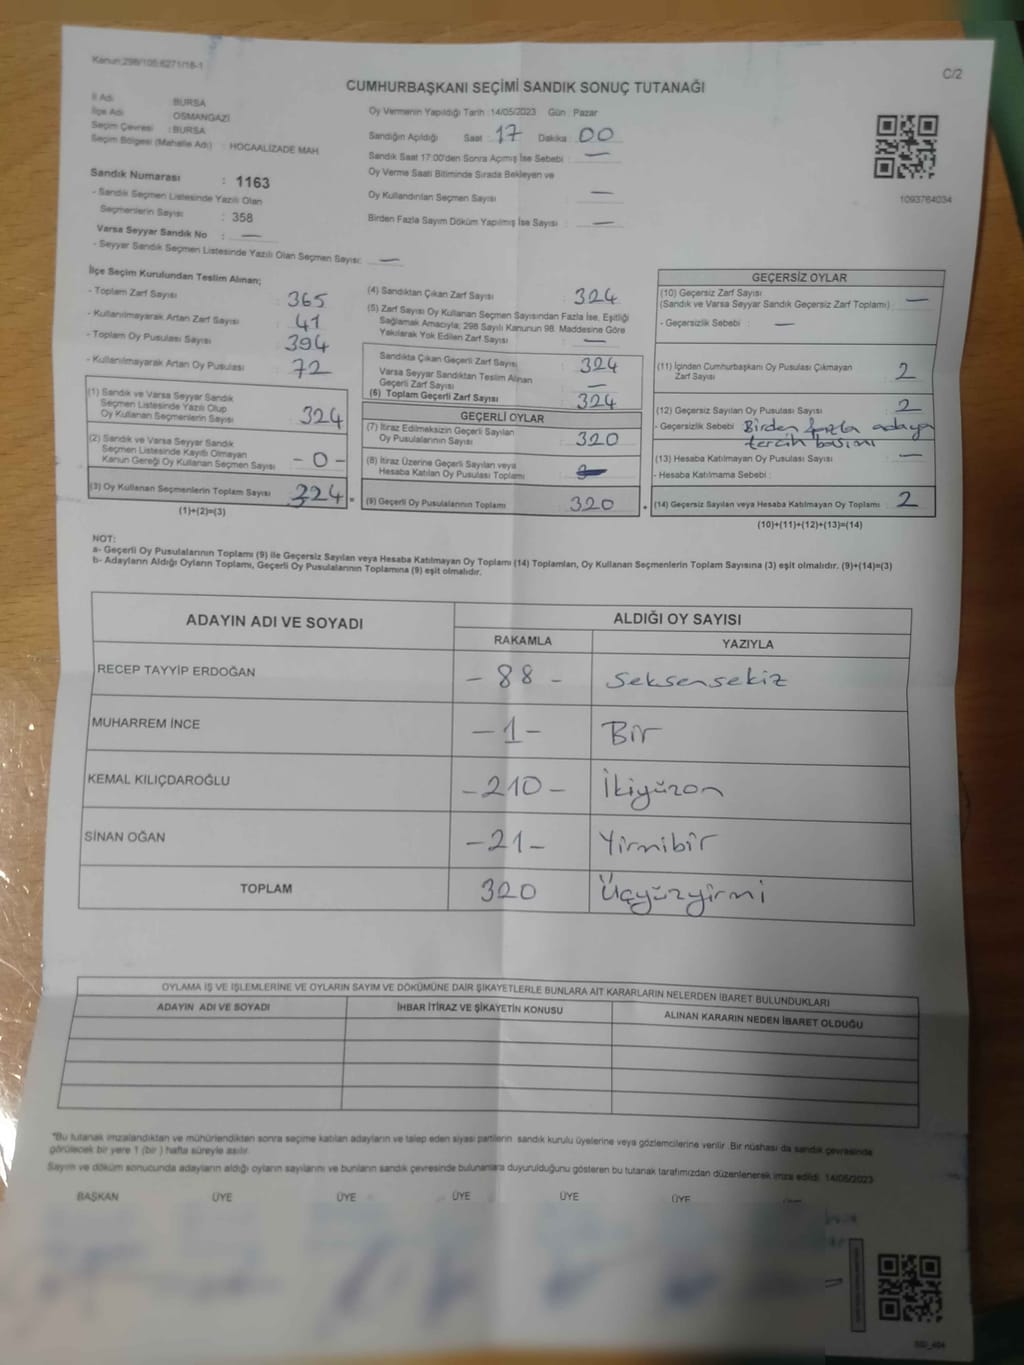 Kanun:298/105;6271/18-1
C/2
CUMHURBAŞKANI SEÇİMİ SANDIK SONUÇ TUTANAĞI
İl Adı : BURSA
İlçe Adı : OSMANGAZİ
Seçim Çevresi : BURSA
Seçim Bölgesi (Mahalle Adı) : HOCAALİZADE MAH.
Oy Vermenin Yapıldığı Tarih :14/05/2023 Gün : Pazar
Sandığın Açıldığı Saat : 17 Dakika : 00
Sandık Saat 17:00'den Sonra Açmış İse Sebebi : —
Oy Verme Saati Bitiminde Sırada Bekleyen ve
Oy Kullandırılan Seçmen Sayısı : —
Birden Fazla Sayım Döküm Yapılmış İse Sayısı : —
1093764034
Sandık Numarası : 1163
- Sandık Seçmen Listesinde Yazılı Olan
Seçmenlerin Sayısı : 358
Varsa Seyyar Sandık No : —
- Seyyar Sandık Seçmen Listesinde Yazılı Olan Seçmen Sayısı: —
İlçe Seçim Kurulundan Teslim Alınan;
- Toplam Zarf Sayısı : 365
- Kullanılmayarak Artan Zarf Sayısı : 41
- Toplam Oy Pusulası Sayısı : 394
- Kullanılmayarak Artan Oy Pusulası : 72
(1) Sandık ve Varsa Seyyar Sandık
Seçmen Listesinde Yazılı Olup
Oy Kullanan Seçmenlerin Sayısı : 324
(2) Sandık ve Varsa Seyyar Sandık
Seçmen Listesinde Kayıtlı Olmayan
Kanun Gereği Oy Kullanan Seçmen Sayısı : - 0 -
(3) Oy Kullanan Seçmenlerin Toplam Sayısı : 324
(1)+(2)=(3)
(4) Sandıktan Çıkan Zarf Sayısı : 324
(5) Zarf Sayısı Oy Kullanan Seçmen Sayısından Fazla İse, Eşitliği
Sağlamak Amacıyla; 298 Sayılı Kanunun 98. Maddesine Göre
Yakılarak Yok Edilen Zarf Sayısı : —
Sandıkta Çıkan Geçerli Zarf Sayısı : 324
Varsa Seyyar Sandıktan Teslim Alınan
Geçerli Zarf Sayısı : —
(6) Toplam Geçerli Zarf Sayısı : 324
GEÇERLİ OYLAR
(7) İtiraz Edilmeksizin Geçerli Sayılan
Oy Pusulalarının Sayısı : 320
(8) İtiraz Üzerine Geçerli Sayılan veya
Hesaba Katılan Oy Pusulası Toplamı :
(9) Geçerli Oy Pusulalarının Toplamı : 320
GEÇERSİZ OYLAR
(10) Geçersiz Zarf Sayısı : —
(Sandık ve Varsa Seyyar Sandık Geçersiz Zarf Toplamı)
- Geçersizlik Sebebi : —
(11) İçinden Cumhurbaşkanı Oy Pusulası Çıkmayan
Zarf Sayısı : 2
(12) Geçersiz Sayılan Oy Pusulası Sayısı : 2
- Geçersizlik Sebebi : Birden fazla adaya
tercih basımı
(13) Hesaba Katılmayan Oy Pusulası Sayısı : —
- Hesaba Katılmama Sebebi :
(14) Geçersiz Sayılan veya Hesaba Katılmayan Oy Toplamı : 2
(10)+(11)+(12)+(13)=(14)
NOT:
a- Geçerli Oy Pusulalarının Toplamı (9) ile Geçersiz Sayılan veya Hesaba Katılmayan Oy Toplamı (14) Toplamları, Oy Kullanan Seçmenlerin Toplam Sayısına (3) eşit olmalıdır. (9)+(14)=(3)
b- Adayların Aldığı Oyların Toplamı, Geçerli Oy Pusulalarının Toplamına (9) eşit olmalıdır.
ADAYIN ADI VE SOYADI
ALDIĞI OY SAYISI
RAKAMLA YAZIYLA
RECEP TAYYİP ERDOĞAN - 88 - Seksensekiz
MUHARREM İNCE - 1 - Bir
KEMAL KILIÇDAROĞLU - 210 - İkiyüzon
SİNAN OĞAN - 21 - Yirmibir
TOPLAM 320 Üçyüzyirmi
OYLAMA İŞ VE İŞLEMLERİNE VE OYLARIN SAYIM VE DÖKÜMÜNE DAİR ŞİKAYETLERLE BUNLARA AİT KARARLARIN NELERDEN İBARET BULUNDUKLARI
ADAYIN ADI VE SOYADI İHBAR İTİRAZ VE ŞİKAYETİN KONUSU ALINAN KARARIN NEDEN İBARET OLDUĞU
"Bu tutanak imzalandıktan ve mühürlendikten sonra seçime katılan adayların ve talep eden siyasi partilerin sandık kurulu üyelerine veya gözlemcilerine verilir. Bir nüshası da sandık çevresinde
görülecek bir yere 1 (bir ) hafta süreyle asılır.
Sayım ve döküm sonucunda adayların aldığı oyların sayılarını ve bunların sandık çevresinde bulunanlara duyurulduğunu gösteren bu tutanak tarafımızdan düzenlenerek imza edildi. 14/05/2023
BAŞKAN ÜYE ÜYE ÜYE ÜYE ÜYE